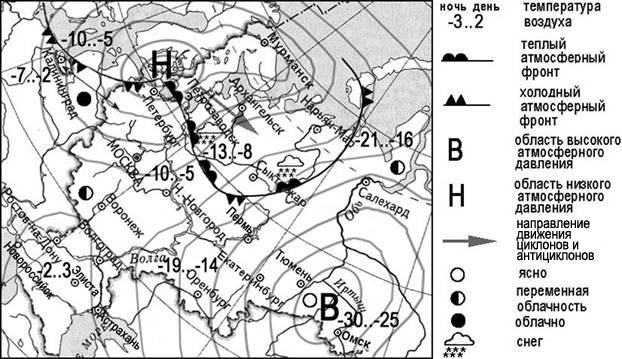 -10..-5
Н
Мурманск
-7..-2
Калининград
С.-Петербург
Петрозаводск
Архангельск
Нарьян-Мар
-21..-16
-13..-8
МОСКВА
-10..-5
Сыктывкар
Салехард
Обь
Воронеж
Н. Новгород
Пермь
Ростов-на-Дону
Волгоград
Новороссийск
-2..3
Элиста
Волга
-19..-14
Оренбург
Екатеринбург
Тюмень
Иртыш
В
-30..-25
Омск
Астрахань
ночь день
-3..2
температура
воздуха
теплый
атмосферный
фронт
холодный
атмосферный
фронт
В
область высокого
атмосферного
давления
Н
область низкого
атмосферного
давления
направление
движения
циклонов и
антициклонов
ясно
переменная
облачность
облачно
снег